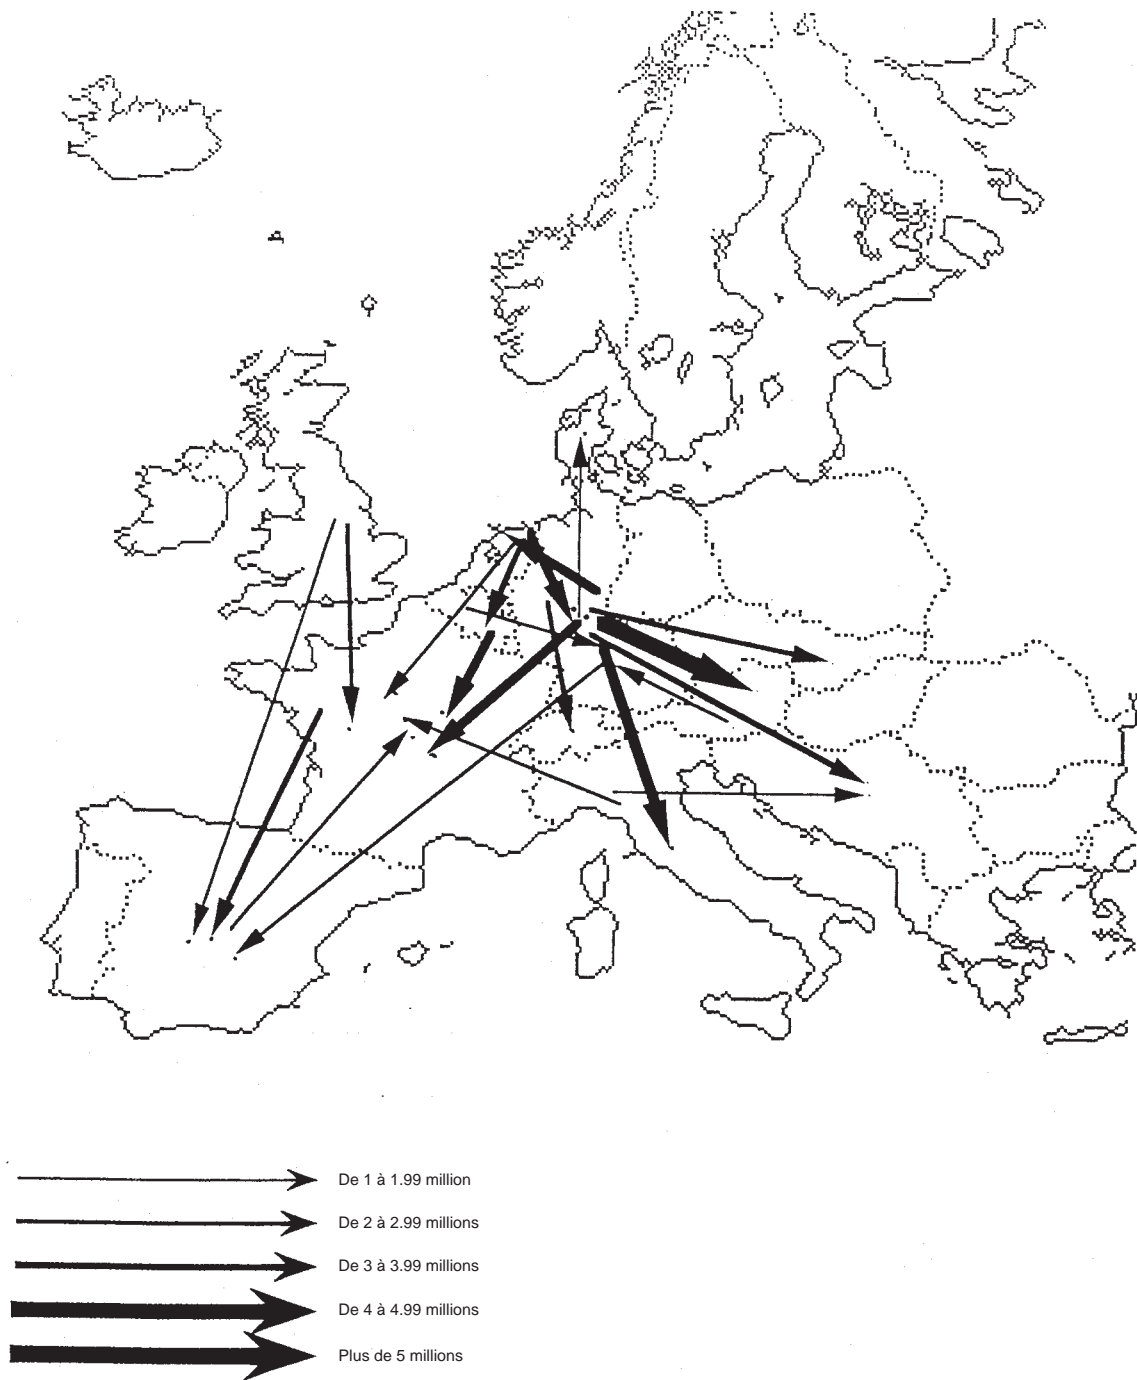 De 1 à 1.99 million
De 2 à 2.99 millions
De 3 à 3.99 millions
De 4 à 4.99 millions
Plus de 5 millions